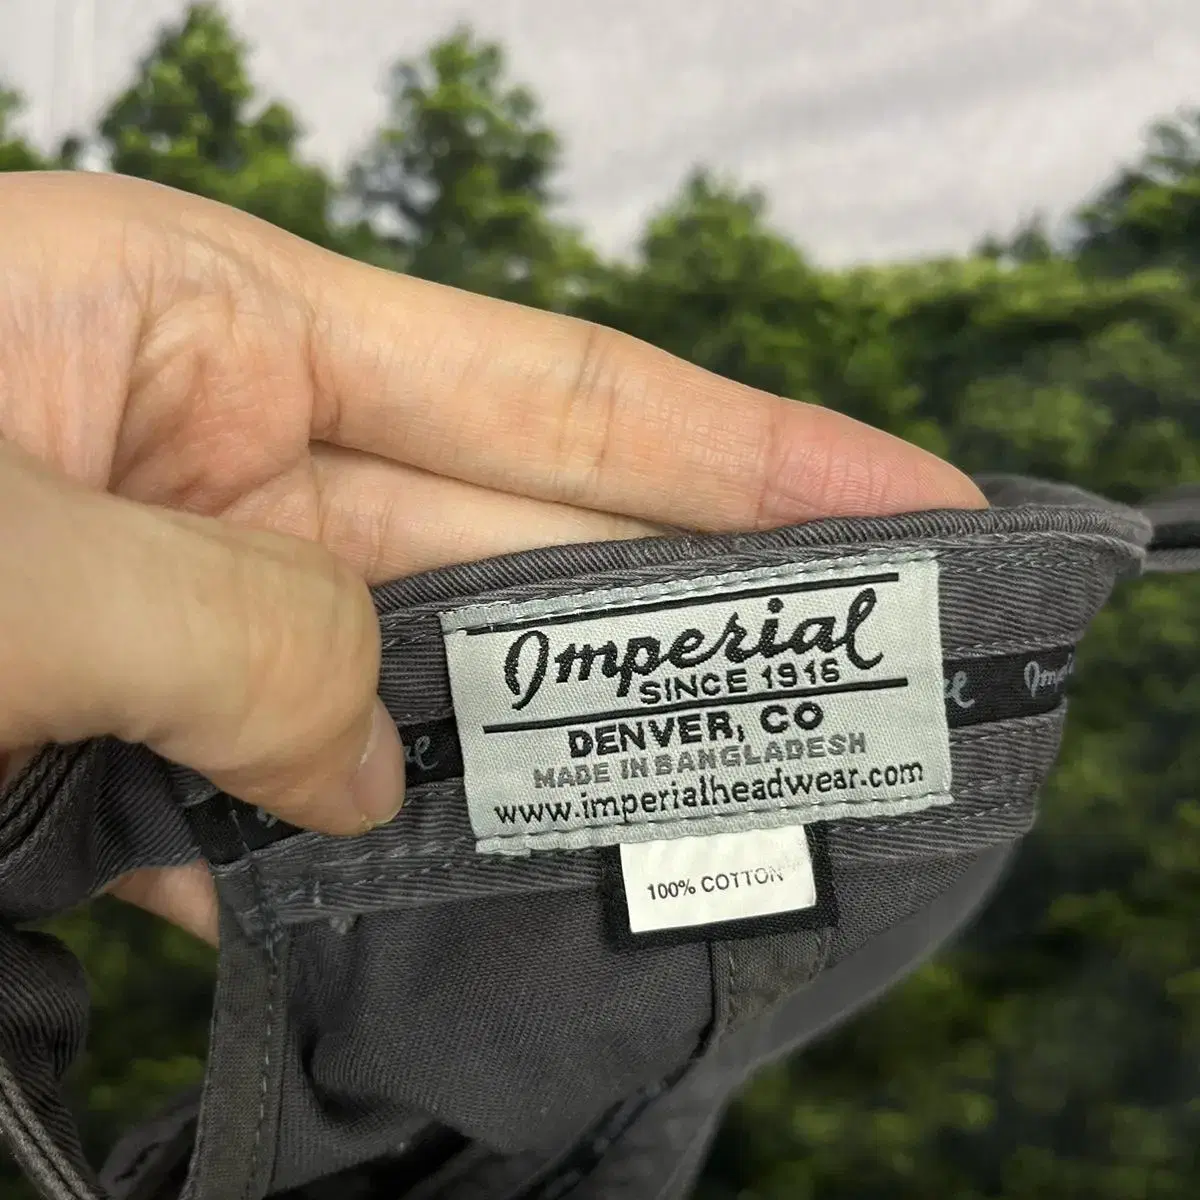 Imperial
SINCE 1916
DENVER, CO
MADE IN BANGLADESH
www.imperialheadwear.com
100% COTTON